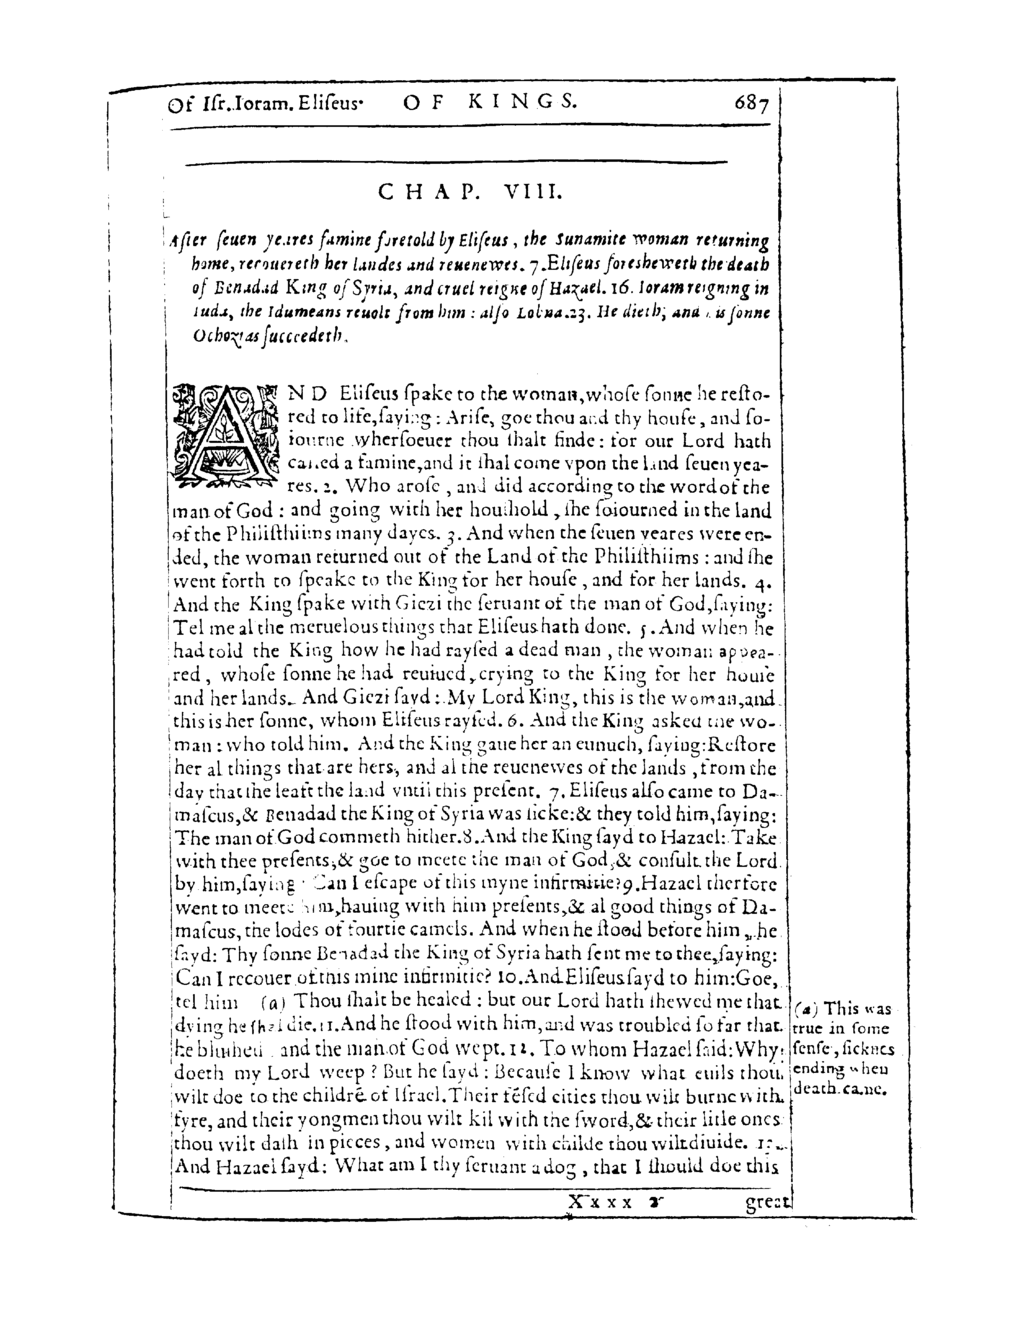 Of Iſr. Ioram. Eliſeus. OF KINGS. 687
CHAP. VIII.
After ſeuen yeares famine foretold by Eliſeus, the Sunamite woman returning
home, recouereth her landes and reuenewes. 7. Eliſeus foresheweth the death
of Benadad King of Syria, and cruel reigne of Hazael. 16. Ioram reigning in
Iuda, the Idumeans reuolt from him: alſo Lobna. 23. He dieth, and his ſonne
Ochozias ſucceedeth.
AND Eliſeus ſpake to the woman, whoſe ſonne he reſto-
red to life, ſaying: Ariſe, goe thou and thy houſe, and ſo-
iourne wherſoeuer thou ſhalt finde: for our Lord hath
called a famine, and it ſhal come vpon the land ſeuen yea-
res. 2. Who aroſe, and did according to the word of the
man of God: and going with her houſhold, ſhe ſoiourned in the land
of the Philiſthiims many dayes. 3. And when the ſeuen yeares were en-
ded, the woman returned out of the Land of the Philiſthiims: and ſhe
went forth to ſpeake to the King for her houſe, and for her lands. 4.
And the King ſpake with Giezi the ſeruant of the man of God, ſaying:
Tel me al the meruelous things that Eliſeus hath done. 5. And when he
had told the King how he had rayſed a dead man, the woman appea-
red, whoſe ſonne he had reuiued, crying to the King for her houſe
and her lands. And Giezi ſayd: My Lord King, this is the woman, and
this is her ſonne, whom Eliſeus rayſed. 6. And the King asked the wo-
man: who told him. And the King gaue her an eunuch, ſaying: Reſtore
her al things that are hers, and al the reuenewes of the lands, from the
day that ſhe leaft the land vntil this preſent. 7. Eliſeus alſo came to Da-
maſcus, & Benadad the King of Syria was ſicke: & they told him, ſaying:
The man of God commeth hither. 8. And the King ſayd to Hazael: Take
with thee preſents, & goe to meete the man of God, & conſult the Lord
by him, ſaying: Can I eſcape of this myne infirmitie? 9. Hazael therfore
went to meete him, hauing with him preſents, & al good things of Da-
maſcus, the lodes of fourtie camels. And when he ſtood before him, he
ſayd: Thy ſonne Benadad the King of Syria hath ſent me to thee, ſaying:
Can I recouer of this mine infirmitie? 10. And Eliſeus ſayd to him: Goe,
tel him (a) Thou ſhalt be healed: but our Lord hath ſhewed me that
dying he ſhal die. 11. And he ſtood with him, and was troubled ſo far that
he bluſhed and the man of God wept. 12. To whom Hazael ſaid: Why
doeth my Lord weep? But he ſayd: Becauſe I know what euils thou
wilt doe to the childrē of Iſrael. Their fēſed cities thou wilt burne with
fyre, and their yongmen thou wilt kil with the ſword, & their litle ones
thou wilt daſh in pieces, and women with childe thou wilt diuide. 13.
And Hazael ſayd: What am I thy ſeruant a dog, that I ſhould doe this
(a) This was
true in ſome
ſenſe, ſicknes
ending when
death came.
Xxxx 2 great